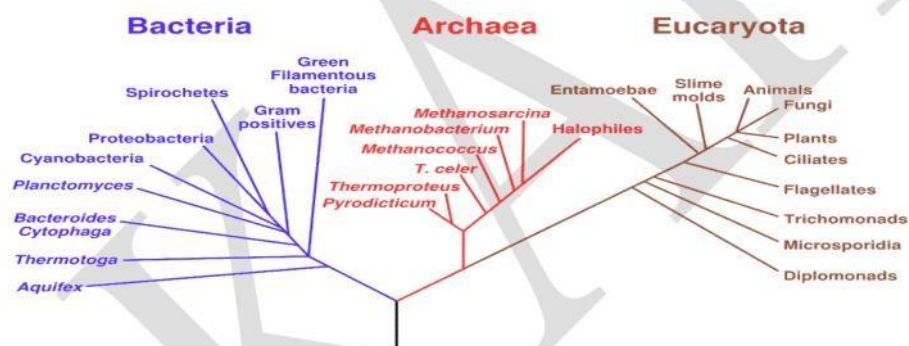 Bacteria
Archaea
Eucaryota
Green
Filamentous
bacteria
Spirochetes
Gram
positives
Proteobacteria
Cyanobacteria
Planctomyces
Bacteroides
Cytophaga
Thermotoga
Aquifex
Methanosarcina
Methanobacterium
Halophiles
Methanococcus
T. celer
Thermoproteus
Pyrodicticum
Entamoebae
Slime
molds
Animals
Fungi
Plants
Ciliates
Flagellates
Trichomonads
Microsporidia
Diplomonads